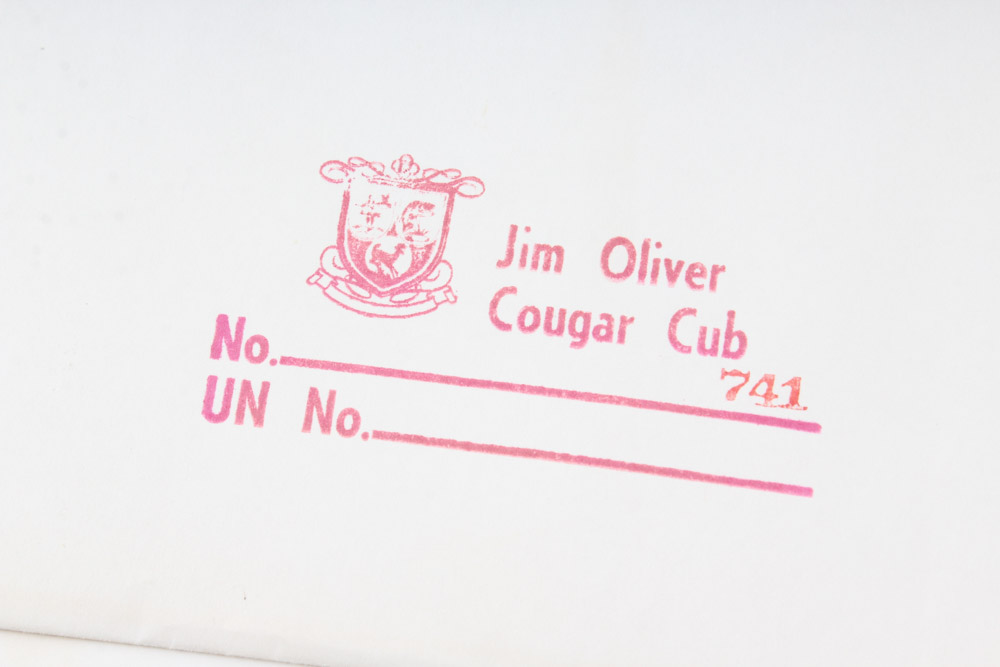 Jim Oliver
Cougar Cub
No. 741
UN No.